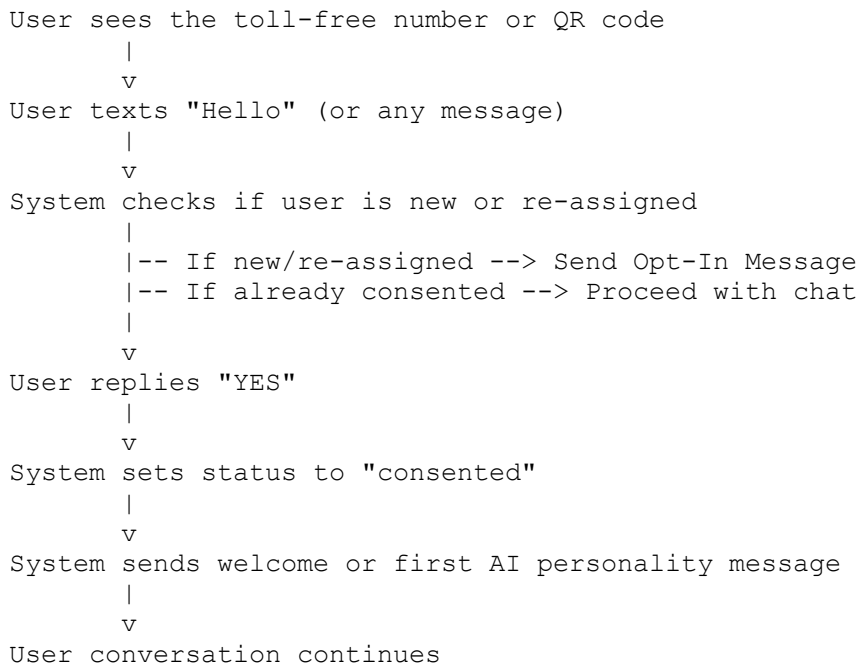 User sees the toll-free number or QR code
|
v
User texts "Hello" (or any message)
|
v
System checks if user is new or re-assigned
|
|-- If new/re-assigned --> Send Opt-In Message
|-- If already consented --> Proceed with chat
|
v
User replies "YES"
|
v
System sets status to "consented"
|
v
System sends welcome or first AI personality message
|
v
User conversation continues